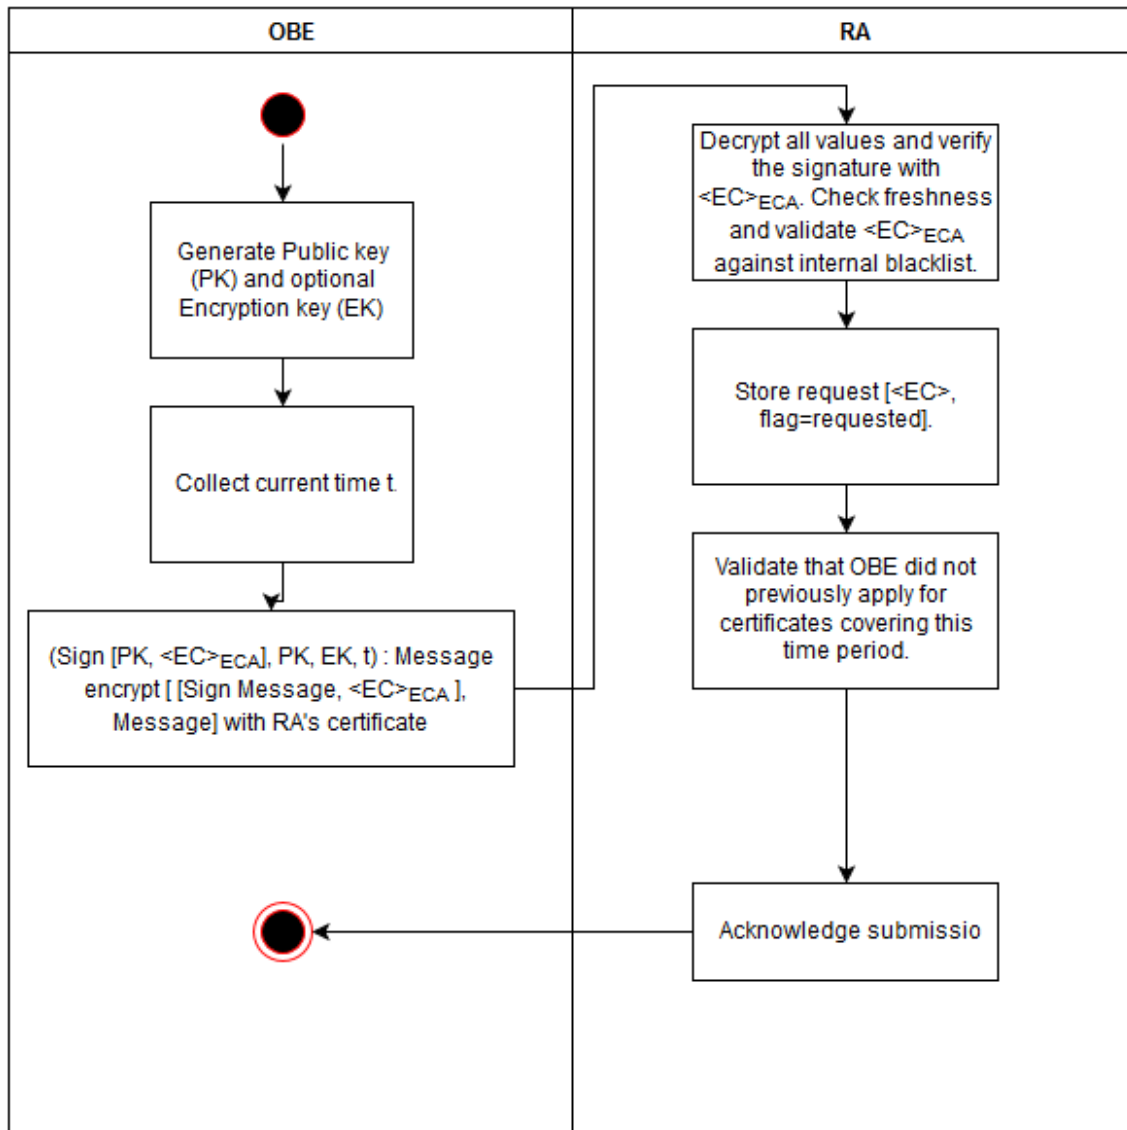 OBE
RA
Generate Public key
(PK) and optional
Encryption key (EK)
Collect current time t.
(Sign [PK, <EC>ECA], PK, EK, t) : Message
encrypt [ [Sign Message, <EC>ECA ],
Message] with RA's certificate
Decrypt all values and verify
the signature with
<EC>ECA. Check freshness
and validate <EC>ECA
against internal blacklist.
Store request [<EC>,
flag=requested].
Validate that OBE did not
previously apply for
certificates covering this
time period.
Acknowledge submissio